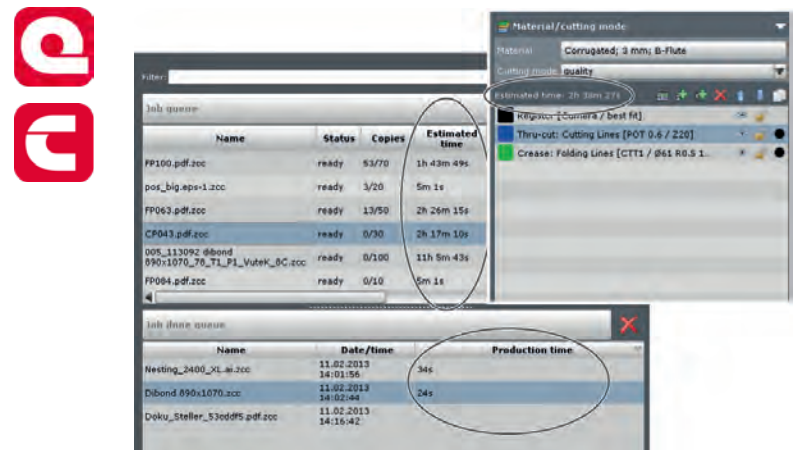 Material/cutting mode
Material Corrugated; 3 mm; B-Flute
Cutting mode quality
Filter:
Job queue
Register [Camera / best fit]
Thru-cut: Cutting Lines [POT 0.6 / Z20]
Crease: Folding Lines [CTT1 / Ø61 R0.5 1..
Name Status Copies Estimated time
FP100.pdf.zcc ready 53/70 1h 43m 49s
pos_big.eps-1.zcc ready 3/20 5m 1s
FP063.pdf.zcc ready 13/50 2h 26m 15s
CP043.pdf.zcc ready 0/30 2h 17m 10s
005_113092 dibond
890x1070_76_T1_P1_VuteK_8C.zcc ready 0/100 11h 5m 43s
FP084.pdf.zcc ready 0/10 5m 1s
Job done queue
Name Date/time Production time
Nesting_2400_XL.ai.zcc 11.02.2013 14:01:56 34s
Dibond 890x1070.zcc 11.02.2013 14:02:44 24s
Doku_Steller_53cddf5.pdf.zcc 11.02.2013 14:16:42